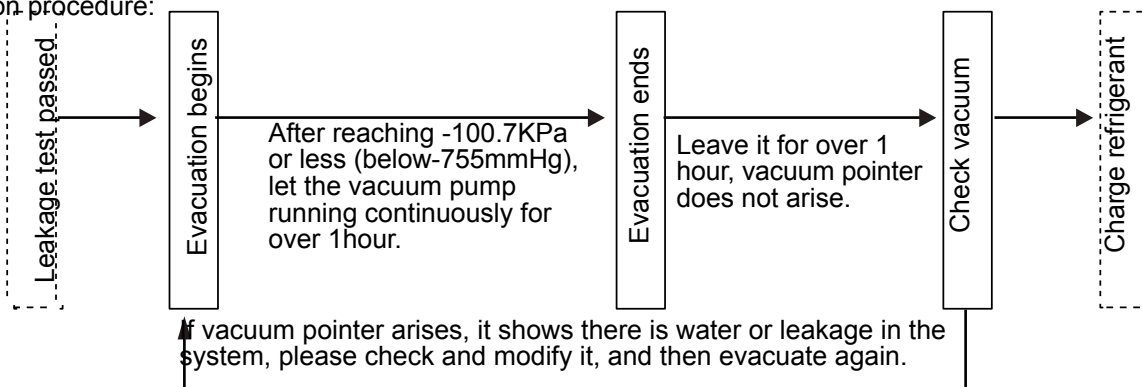 on procedure:
Leakage test passed
Evacuation begins
After reaching -100.7KPa
or less (below-755mmHg),
let the vacuum pump
running continuously for
over 1hour.
Evacuation ends
Leave it for over 1
hour, vacuum pointer
does not arise.
Check vacuum
Charge refrigerant
If vacuum pointer arises, it shows there is water or leakage in the
system, please check and modify it, and then evacuate again.